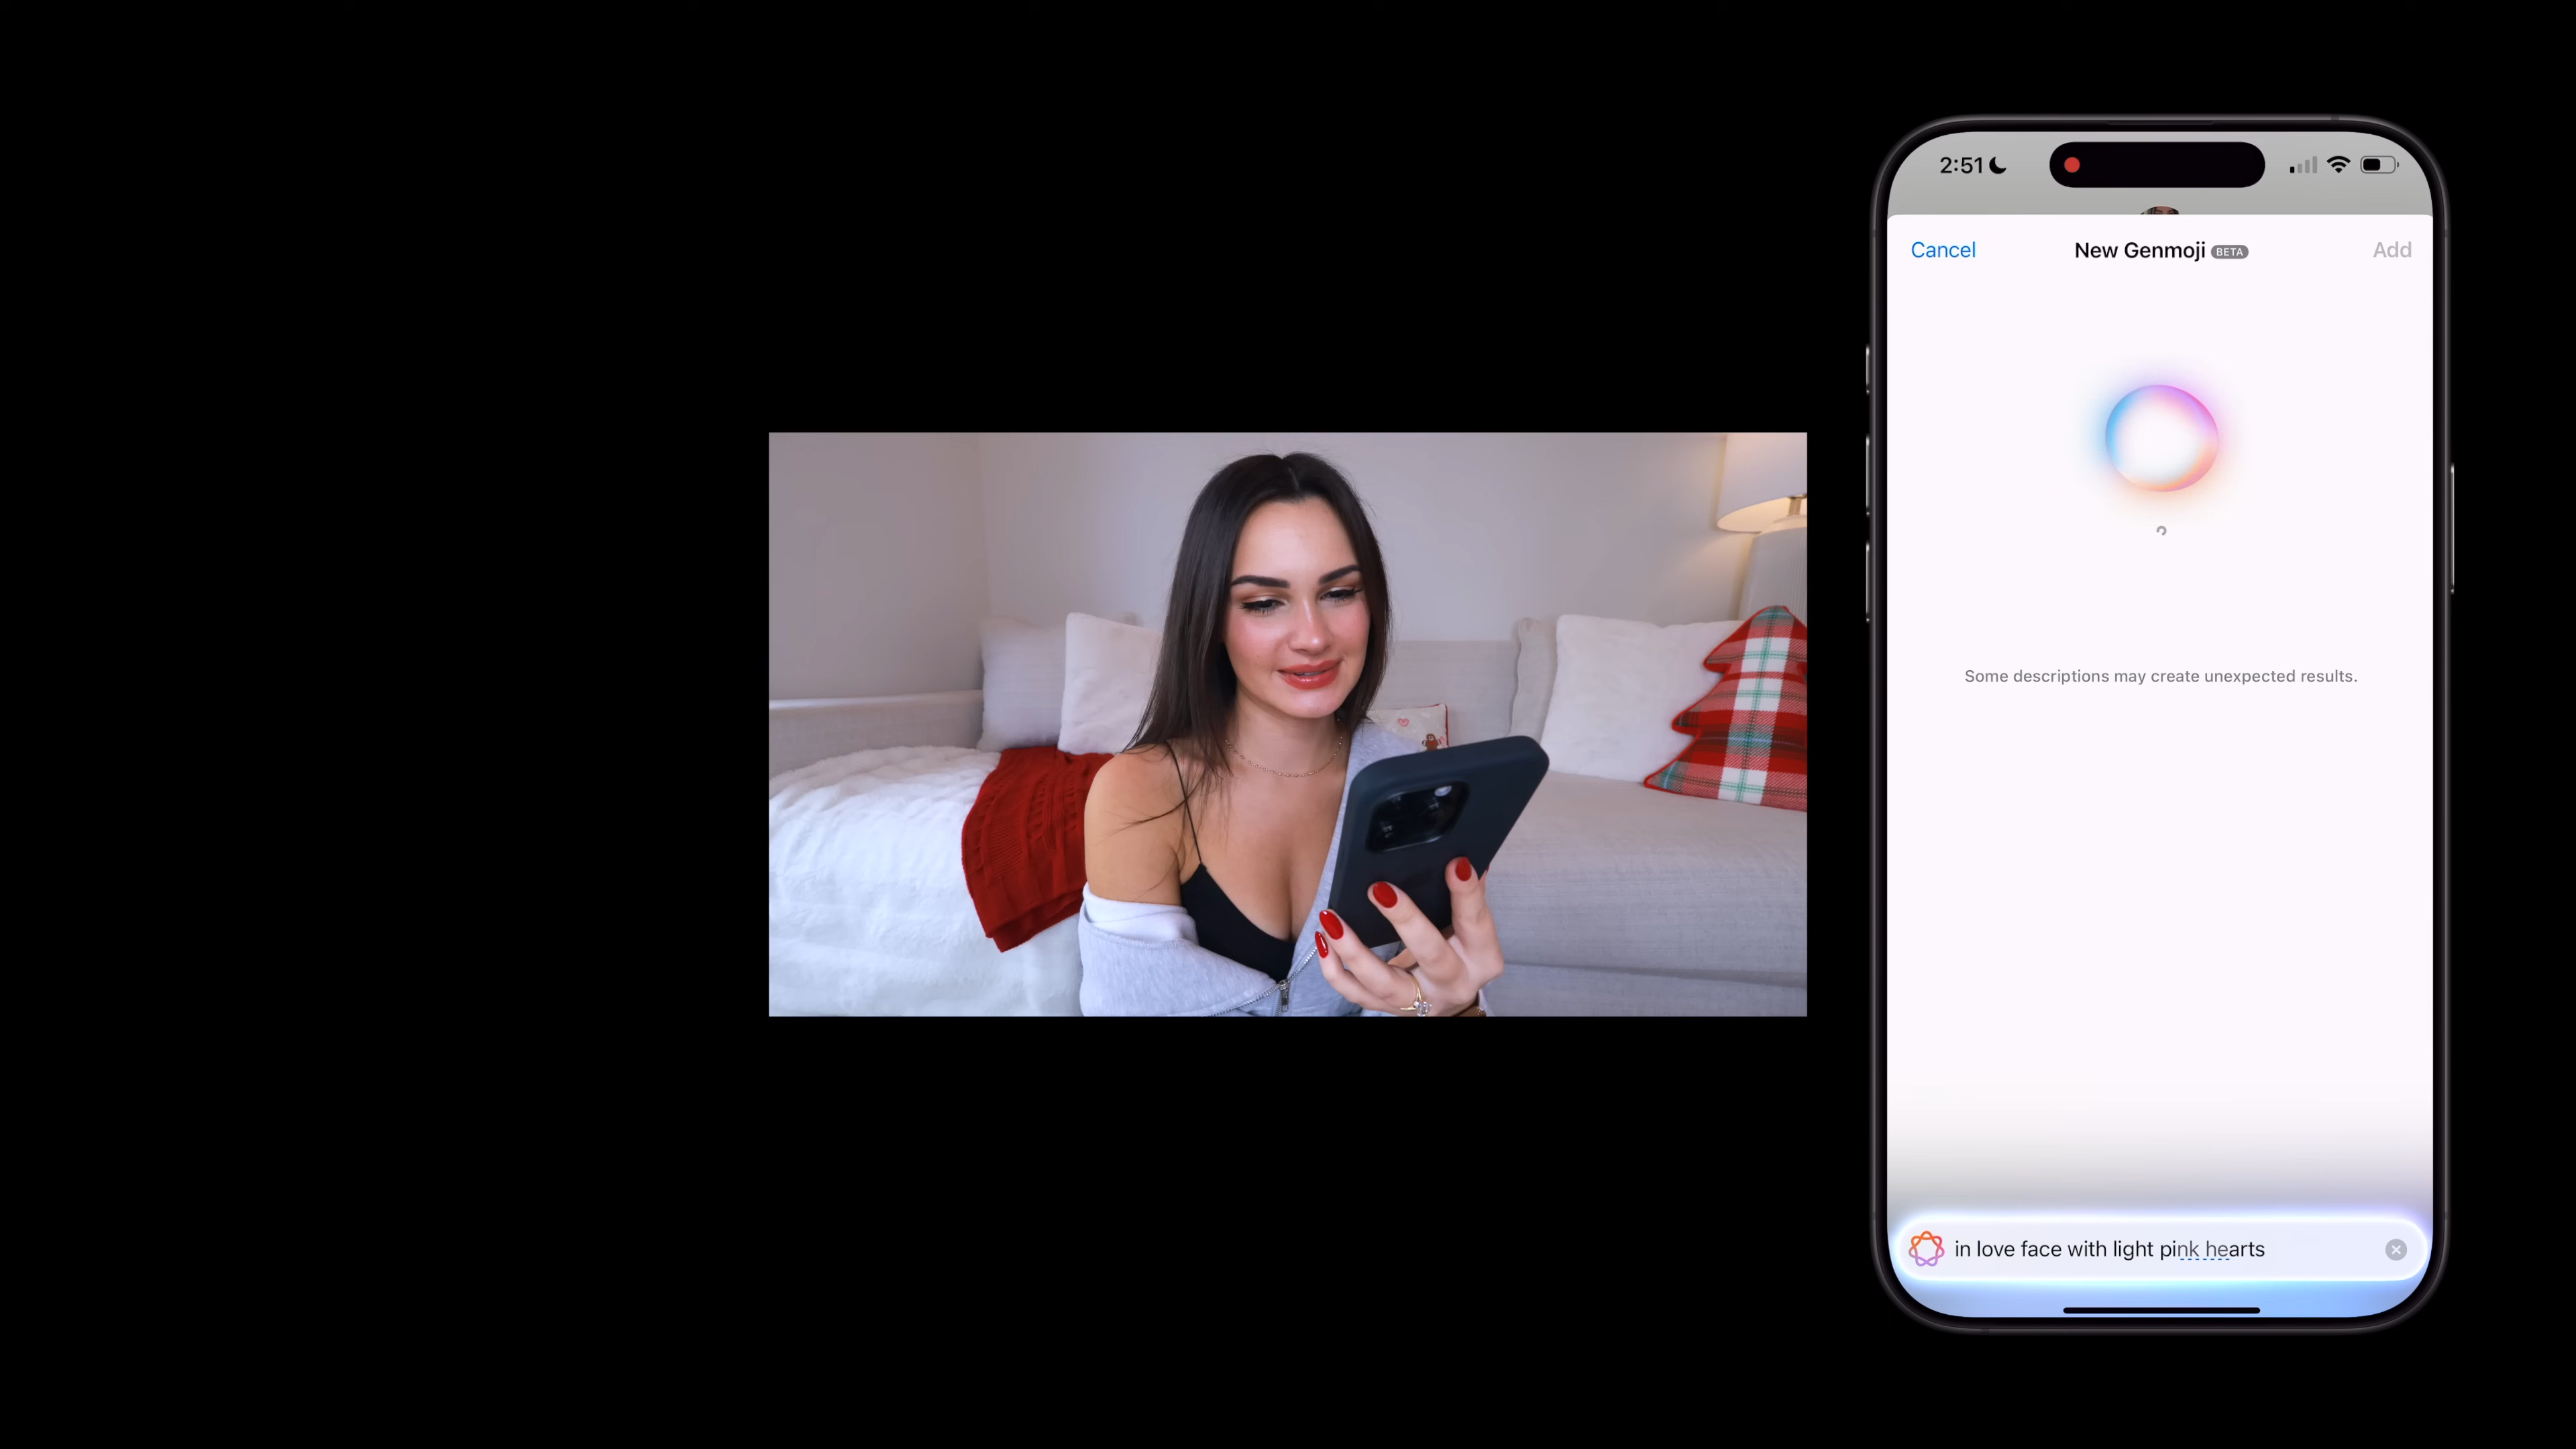 2:51
Cancel
New Genmoji BETA
Add
Some descriptions may create unexpected results.
in love face with light pink hearts